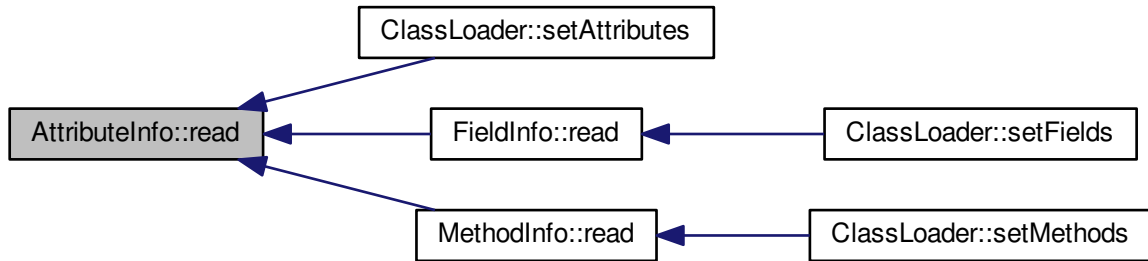 ClassLoader::setAttributes
AttributeInfo::read
FieldInfo::read
ClassLoader::setFields
MethodInfo::read
ClassLoader::setMethods